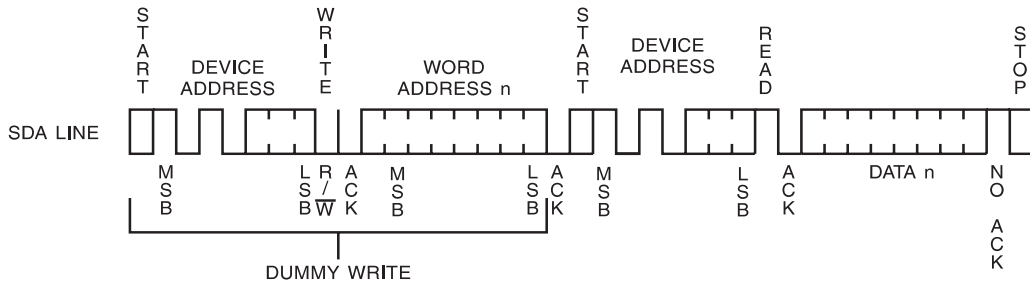 START
WRITE
START
READ
STOP
DEVICE
ADDRESS
WORD
ADDRESS n
DEVICE
ADDRESS
SDA LINE
MSB
LSB
R/W̅
ACK
MSB
LSB
ACK
MSB
LSB
ACK
DATA n
NO ACK
DUMMY WRITE